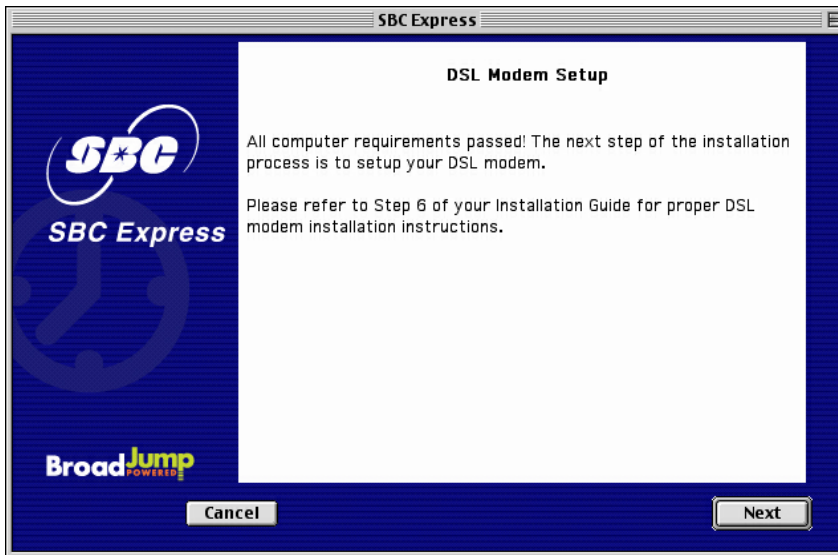 SBC Express
DSL Modem Setup
SBC
SBC Express
All computer requirements passed! The next step of the installation
process is to setup your DSL modem.
Please refer to Step 6 of your Installation Guide for proper DSL
modem installation instructions.
BroadJump
POWERED
Cancel
Next